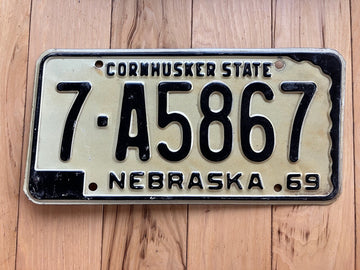 CORNHUSKER STATE
7-A5867
NEBRASKA 69